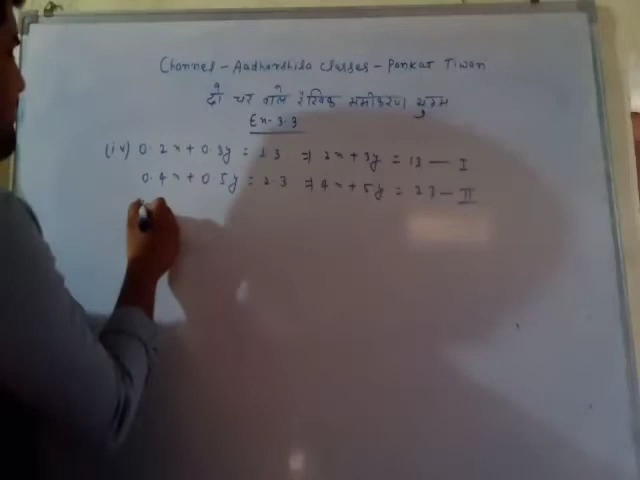 Channel - Aadharshila Classes - Pankaj Tiwari
दो चर वाले रैखिक समीकरण युग्म
Ex-3.3
(iv) 0.2x + 0.3y = 1.3 ⇒ 2x + 3y = 13 — I
0.4x + 0.5y = 2.3 ⇒ 4x + 5y = 23 — II